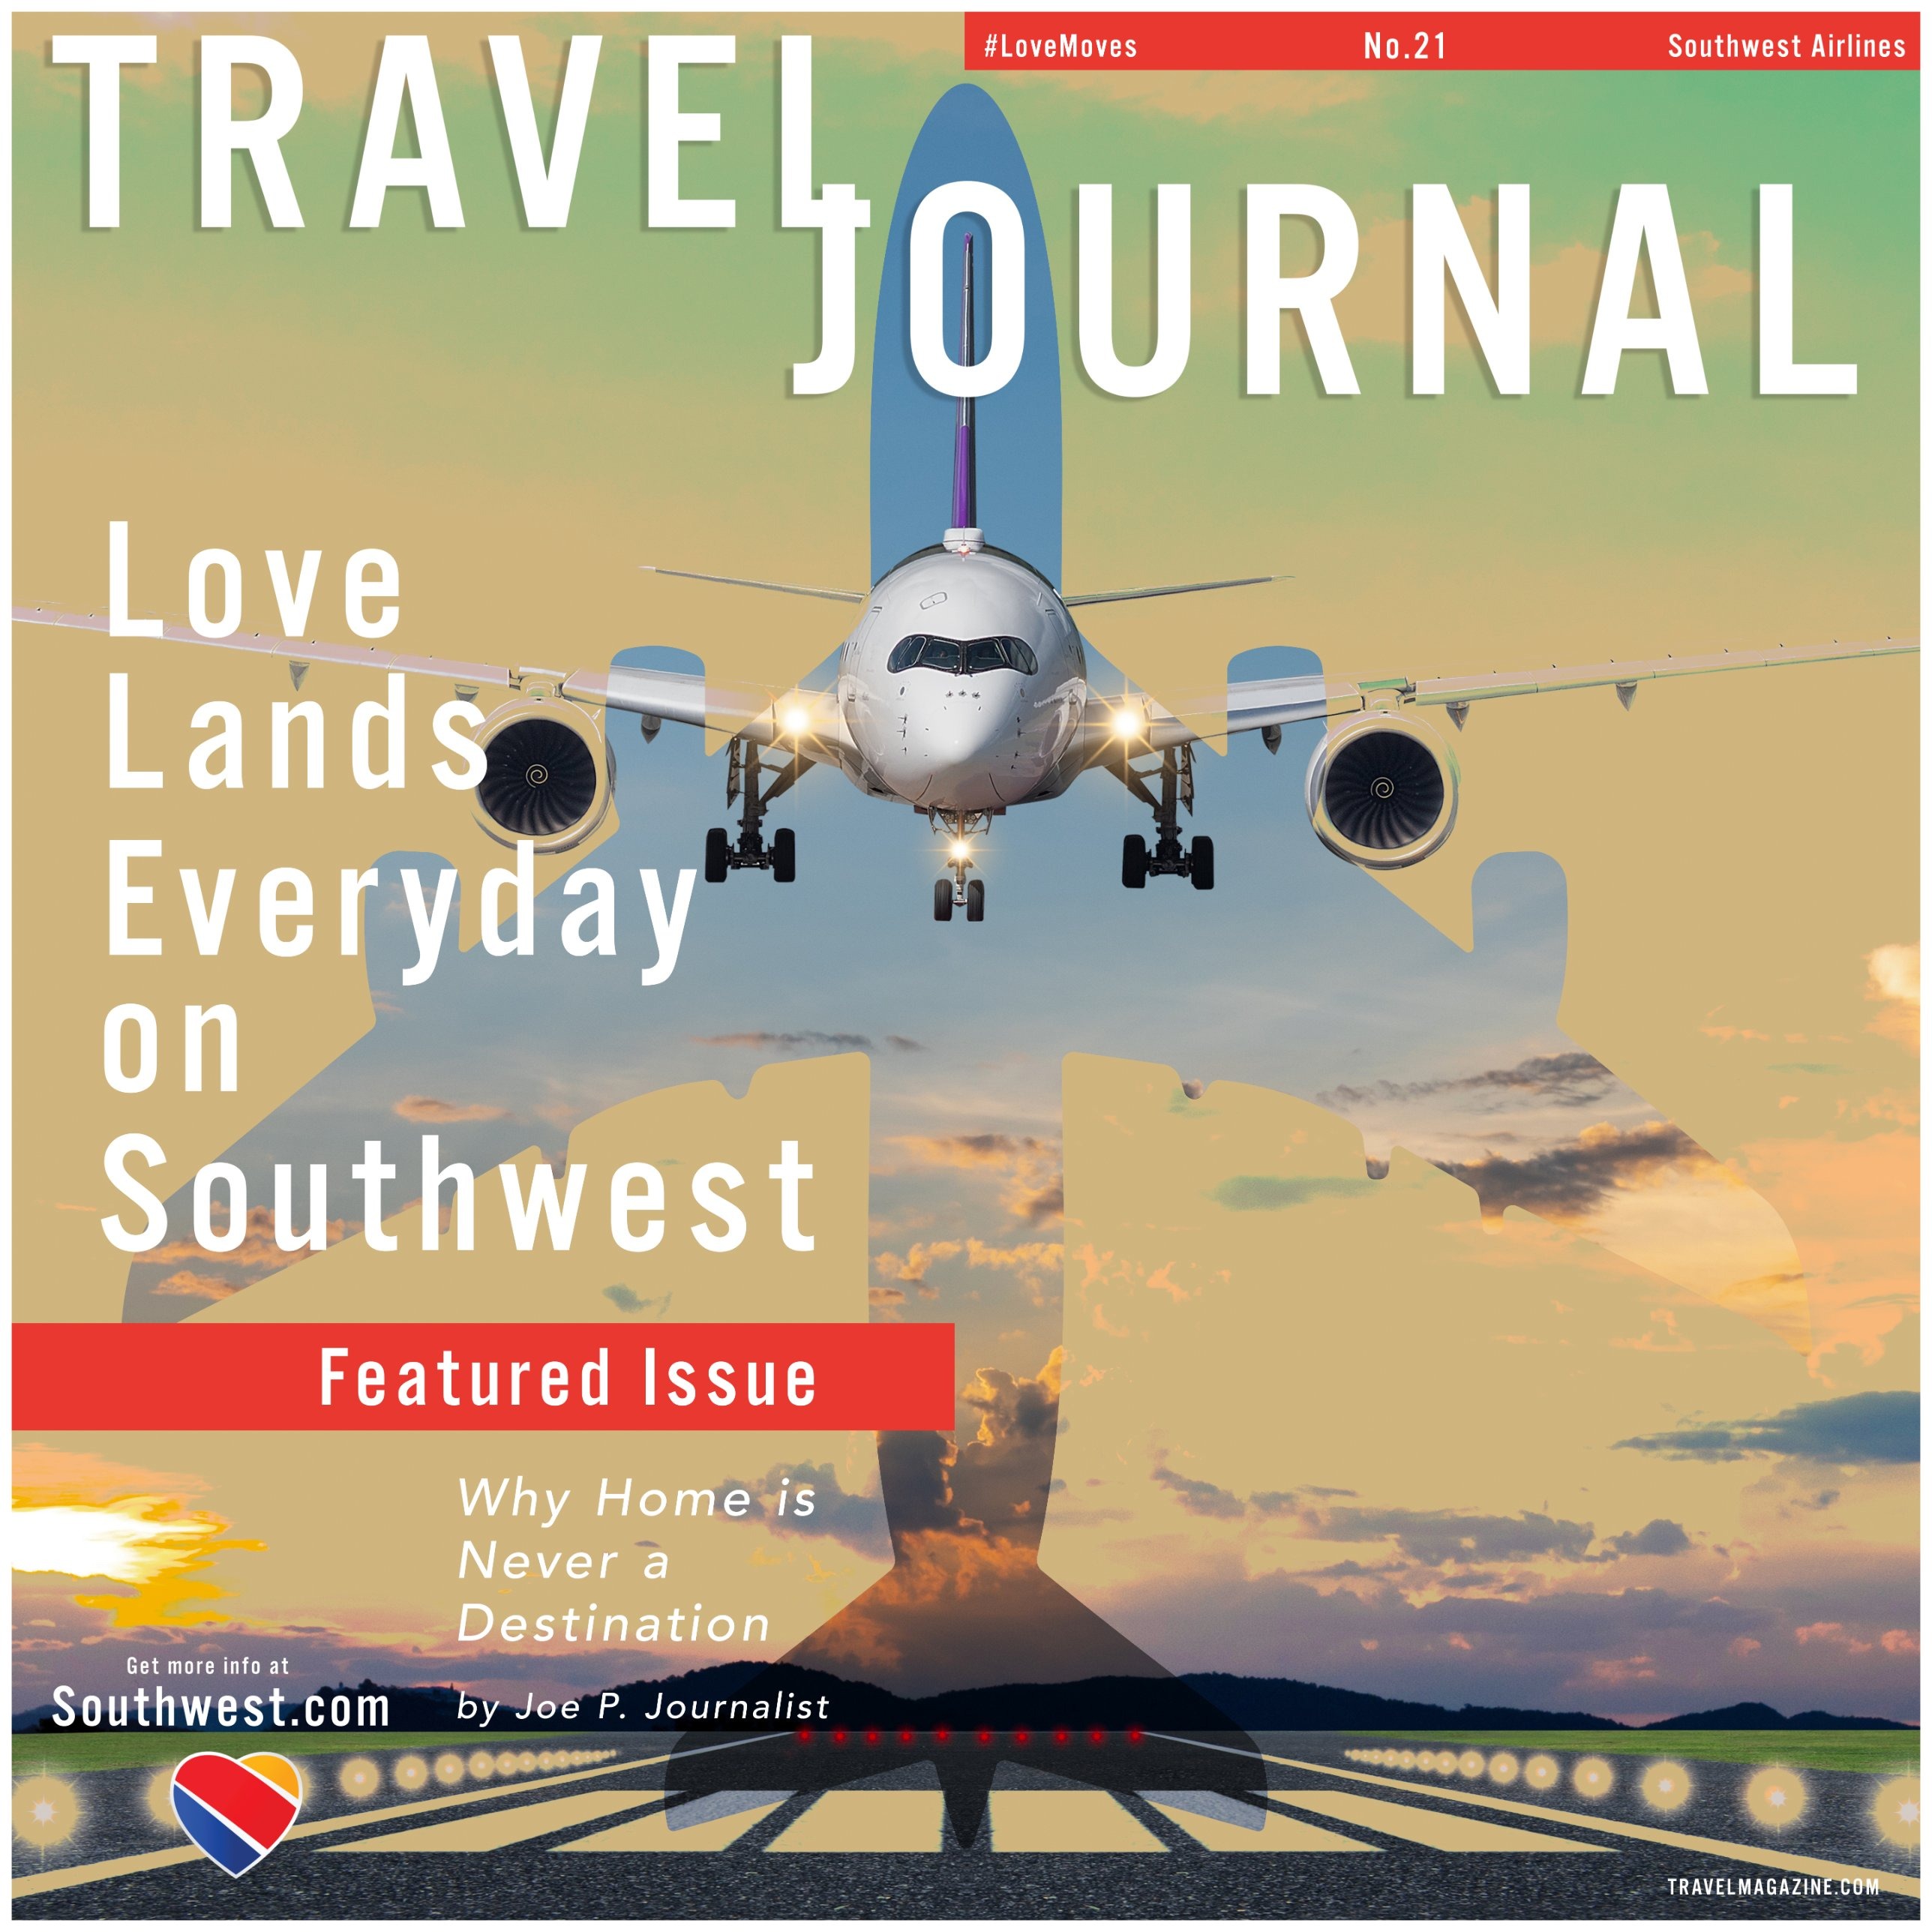 TRAVEL
JOURNAL
#LoveMoves No.21 Southwest Airlines
Love
Lands
Everyday
on
Southwest
Featured Issue
Why Home is
Never a
Destination
by Joe P. Journalist
Get more info at
Southwest.com
TRAVELMAGAZINE.COM